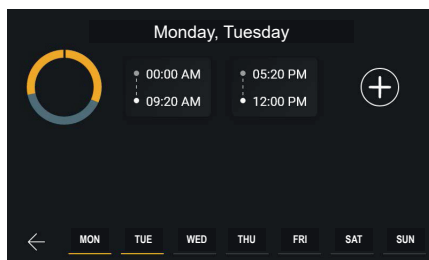 Monday, Tuesday
00:00 AM
09:20 AM
05:20 PM
12:00 PM
MON TUE WED THU FRI SAT SUN